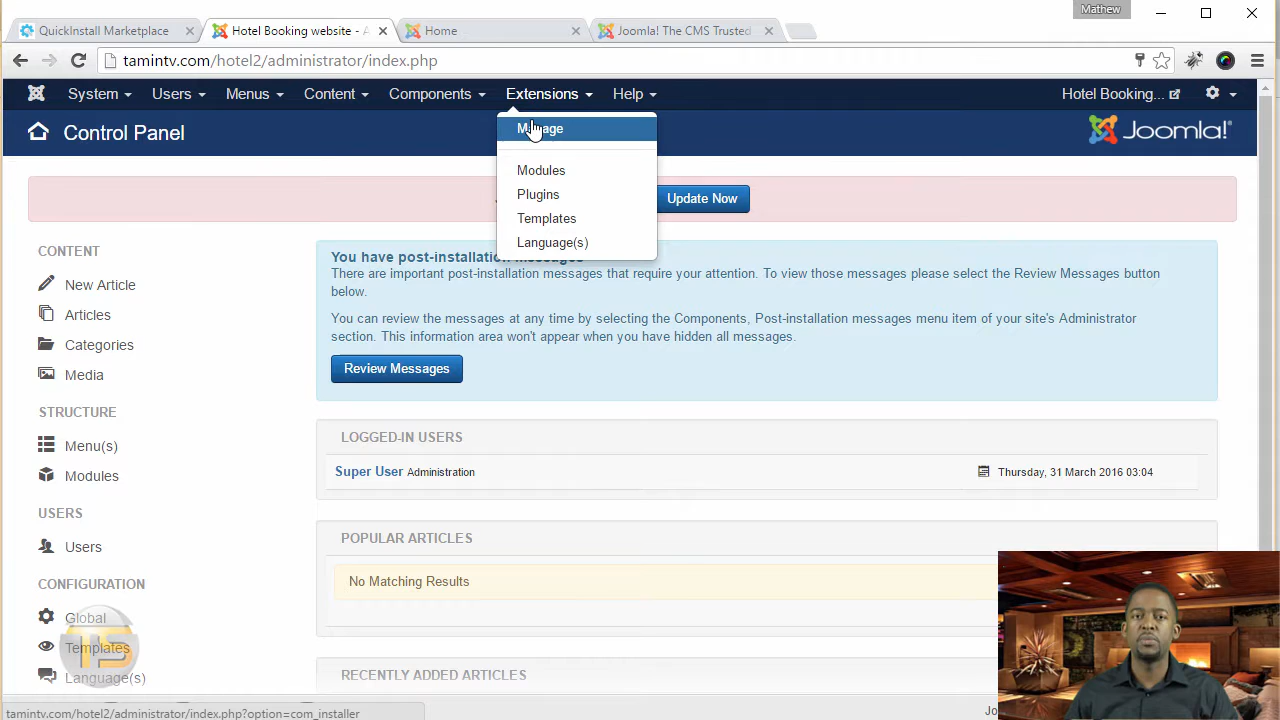 Mathew
QuickInstall Marketplace
Hotel Booking website - A
Home
Joomla! The CMS Trusted
tamintv.com/hotel2/administrator/index.php
System
Users
Menus
Content
Components
Extensions
Help
Hotel Booking...
Control Panel
Joomla!
Manage
Modules
Plugins
Templates
Language(s)
Update Now
CONTENT
New Article
Articles
Categories
Media
STRUCTURE
Menu(s)
Modules
USERS
Users
CONFIGURATION
Global
Templates
Language(s)
You have post-installation messages
There are important post-installation messages that require your attention. To view those messages please select the Review Messages button
below.
You can review the messages at any time by selecting the Components, Post-installation messages menu item of your site's Administrator
section. This information area won't appear when you have hidden all messages.
Review Messages
LOGGED-IN USERS
Super User Administration
Thursday, 31 March 2016 03:04
POPULAR ARTICLES
No Matching Results
RECENTLY ADDED ARTICLES
TS
tamintv.com/hotel2/administrator/index.php?option=com_installer